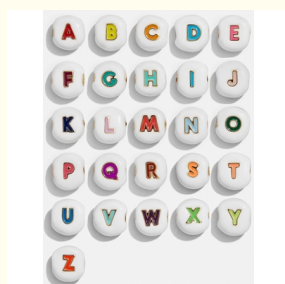 A B C D E
F G H I J
K L M N O
P Q R S T
U V W X Y
Z